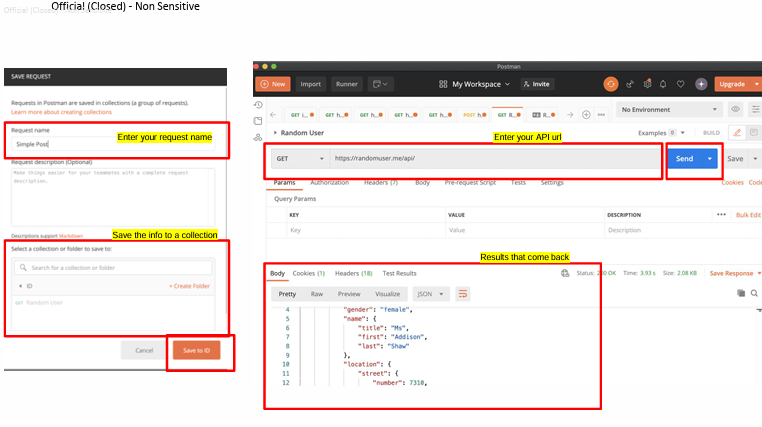 Official (Closed) - Non Sensitive
SAVE REQUEST
Requests in Postman are saved in collections (a group of requests).
Learn more about creating collections
Request name
Enter your request name
Simple Post
Request description (Optional)
Make things easier for your teammates with a complete request
description.
Descriptions support Markdown
Save the info to a collection
Select a collection or folder to save to:
Search for a collection or folder
ID
+ Create Folder
GET Random User
Cancel
Save to ID
Postman
New Import Runner My Workspace Invite Upgrade
GET h... GET h... GET h... GET h... POST h... GET R... R...
No Environment
Random User
Enter your API url
Examples 0 BUILD
GET https://randomuser.me/api/ Send Save
Params Authorization Headers (7) Body Pre-request Script Tests Settings Cookies Code
Query Params
KEY VALUE DESCRIPTION Bulk Edit
Key Value Description
Results that come back
Body Cookies (1) Headers (18) Test Results Status: 200 OK Time: 3.93 s Size: 2.08 KB Save Response
Pretty Raw Preview Visualize JSON
4 "gender": "female",
5 "name": {
6 "title": "Ms",
7 "first": "Addison",
8 "last": "Shaw"
9 },
10 "location": {
11 "street": {
12 "number": 7310,